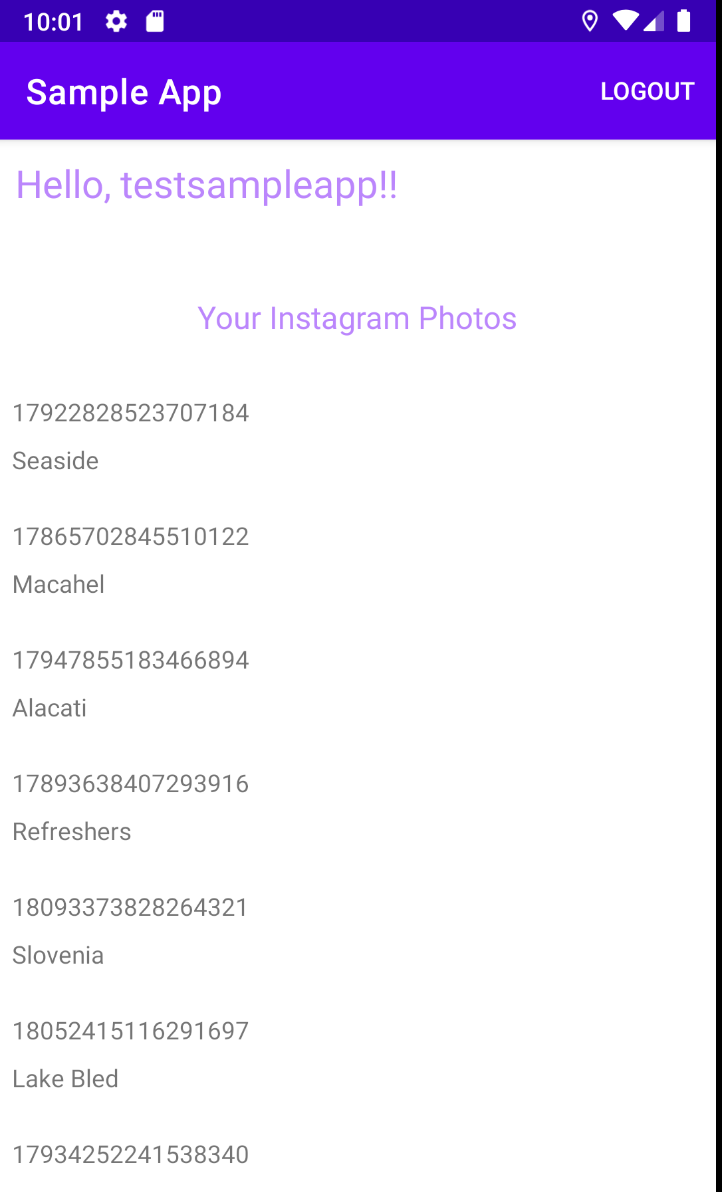 10:01
Sample App
LOGOUT
Hello, testsampleapp!!
Your Instagram Photos
17922828523707184
Seaside
17865702845510122
Macahel
17947855183466894
Alacati
17893638407293916
Refreshers
18093373828264321
Slovenia
18052415116291697
Lake Bled
17934252241538340